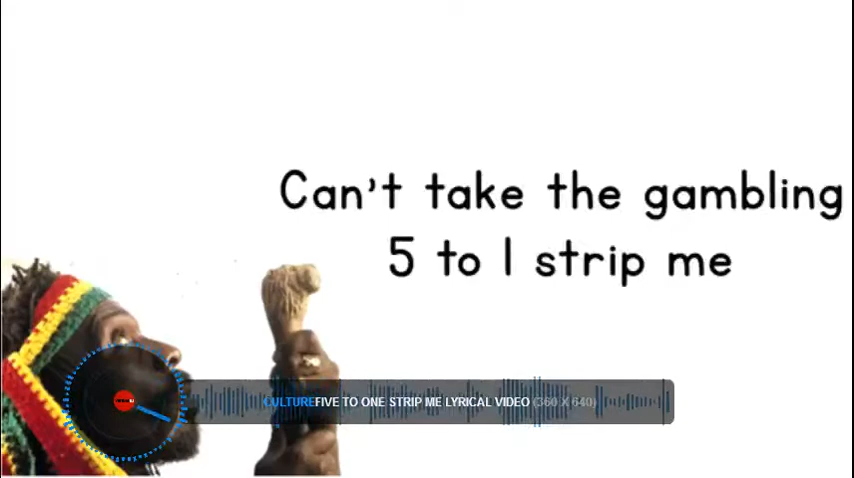 Can't take the gambling
5 to 1 strip me
CULTUREFIVE TO ONE STRIP ME LYRICAL VIDEO (360 X 640)